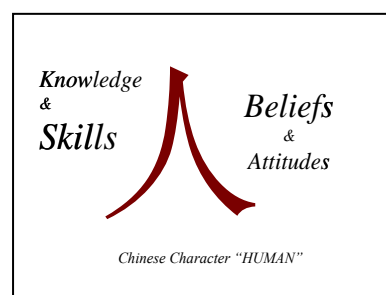 Knowledge
&
Skills
人
Beliefs
&
Attitudes
Chinese Character “HUMAN”